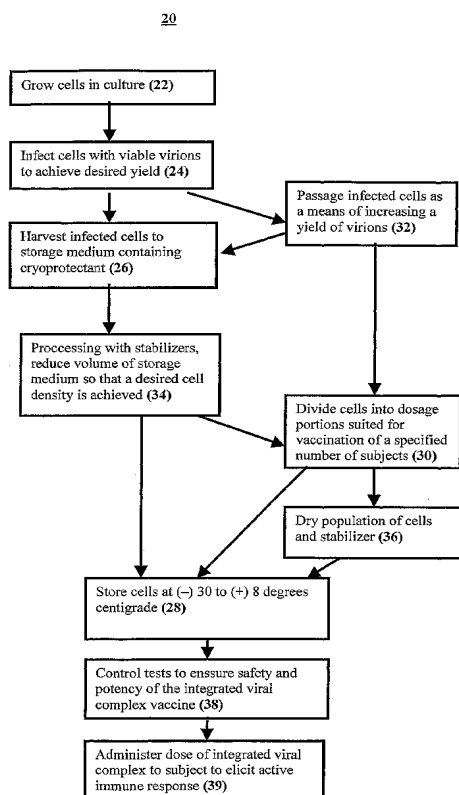 20
Grow cells in culture (22)
Infect cells with viable virions
to achieve desired yield (24)
Passage infected cells as
a means of increasing a
yield of virions (32)
Harvest infected cells to
storage medium containing
cryoprotectant (26)
Proccessing with stabilizers,
reduce volume of storage
medium so that a desired cell
density is achieved (34)
Divide cells into dosage
portions suited for
vaccination of a specified
number of subjects (30)
Dry population of cells
and stabilizer (36)
Store cells at (–) 30 to (+) 8 degrees
centigrade (28)
Control tests to ensure safety and
potency of the integrated viral
complex vaccine (38)
Administer dose of integrated viral
complex to subject to elicit active
immune response (39)